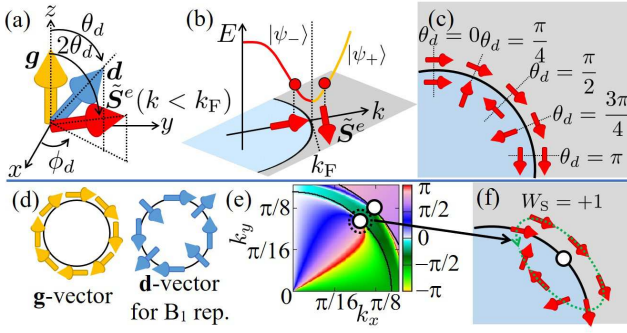 (a)
z
θ_d
2θ_d
g
d
S̃^e(k < k_F)
y
x
ϕ_d
(b)
E
|ψ_−⟩
|ψ_+⟩
k
S̃^e
k_F
(c)
θ_d = 0
θ_d = π/4
θ_d = π/2
θ_d = 3π/4
θ_d = π
(d)
g-vector
d-vector
for B₁ rep.
(e)
k_y
π/8
π/16
0
π/16
π/8
k_x
π
π/2
0
−π/2
−π
(f)
W_S = +1